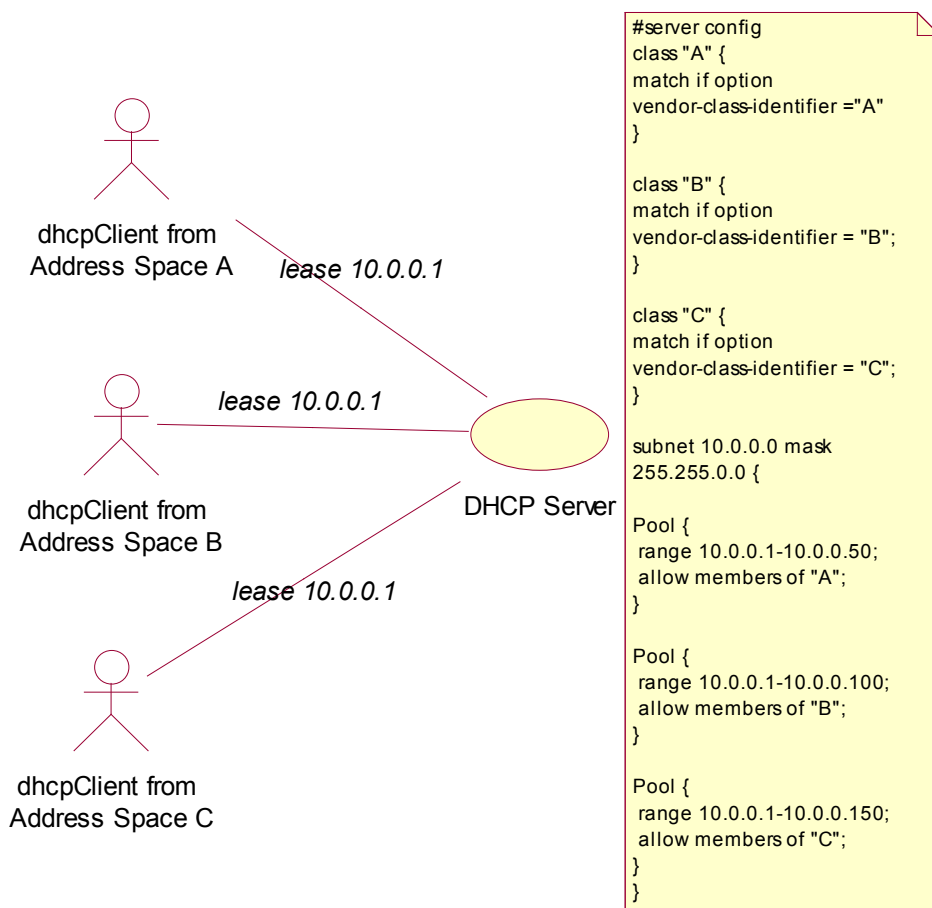 dhcpClient from
Address Space A
lease 10.0.0.1
dhcpClient from
Address Space B
lease 10.0.0.1
DHCP Server
dhcpClient from
Address Space C
lease 10.0.0.1
#server config
class "A" {
match if option
vendor-class-identifier ="A"
}
class "B" {
match if option
vendor-class-identifier = "B";
}
class "C" {
match if option
vendor-class-identifier = "C";
}
subnet 10.0.0.0 mask
255.255.0.0 {
Pool {
range 10.0.0.1-10.0.0.50;
allow members of "A";
}
Pool {
range 10.0.0.1-10.0.0.100;
allow members of "B";
}
Pool {
range 10.0.0.1-10.0.0.150;
allow members of "C";
}
}